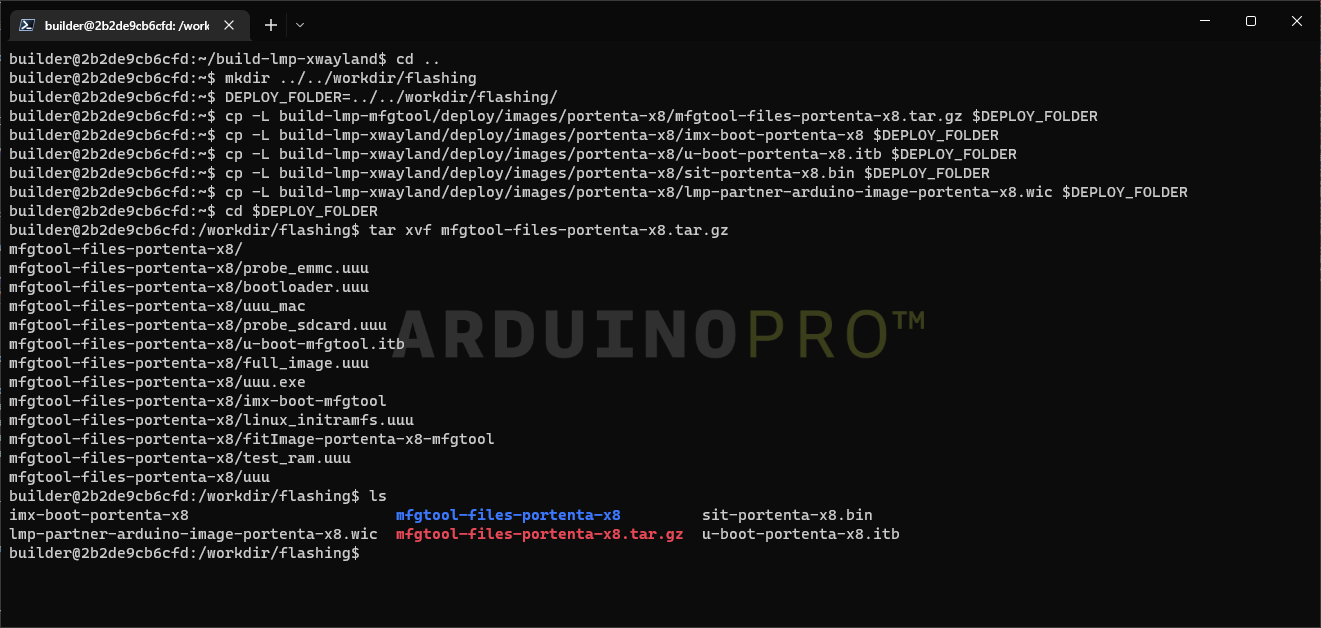 builder@2b2de9cb6cfd: /work
builder@2b2de9cb6cfd:~/build-lmp-xwayland$ cd ..
builder@2b2de9cb6cfd:~$ mkdir ../../workdir/flashing
builder@2b2de9cb6cfd:~$ DEPLOY_FOLDER=../../workdir/flashing/
builder@2b2de9cb6cfd:~$ cp -L build-lmp-mfgtool/deploy/images/portenta-x8/mfgtool-files-portenta-x8.tar.gz $DEPLOY_FOLDER
builder@2b2de9cb6cfd:~$ cp -L build-lmp-xwayland/deploy/images/portenta-x8/imx-boot-portenta-x8 $DEPLOY_FOLDER
builder@2b2de9cb6cfd:~$ cp -L build-lmp-xwayland/deploy/images/portenta-x8/u-boot-portenta-x8.itb $DEPLOY_FOLDER
builder@2b2de9cb6cfd:~$ cp -L build-lmp-xwayland/deploy/images/portenta-x8/sit-portenta-x8.bin $DEPLOY_FOLDER
builder@2b2de9cb6cfd:~$ cp -L build-lmp-xwayland/deploy/images/portenta-x8/lmp-partner-arduino-image-portenta-x8.wic $DEPLOY_FOLDER
builder@2b2de9cb6cfd:~$ cd $DEPLOY_FOLDER
builder@2b2de9cb6cfd:/workdir/flashing$ tar xvf mfgtool-files-portenta-x8.tar.gz
mfgtool-files-portenta-x8/
mfgtool-files-portenta-x8/probe_emmc.uuu
mfgtool-files-portenta-x8/bootloader.uuu
mfgtool-files-portenta-x8/uuu_mac
mfgtool-files-portenta-x8/probe_sdcard.uuu
ARDUINOPRO™
mfgtool-files-portenta-x8/u-boot-mfgtool.itb
mfgtool-files-portenta-x8/full_image.uuu
mfgtool-files-portenta-x8/uuu.exe
mfgtool-files-portenta-x8/imx-boot-mfgtool
mfgtool-files-portenta-x8/linux_initramfs.uuu
mfgtool-files-portenta-x8/fitImage-portenta-x8-mfgtool
mfgtool-files-portenta-x8/test_ram.uuu
mfgtool-files-portenta-x8/uuu
builder@2b2de9cb6cfd:/workdir/flashing$ ls
imx-boot-portenta-x8 mfgtool-files-portenta-x8 sit-portenta-x8.bin
lmp-partner-arduino-image-portenta-x8.wic mfgtool-files-portenta-x8.tar.gz u-boot-portenta-x8.itb
builder@2b2de9cb6cfd:/workdir/flashing$